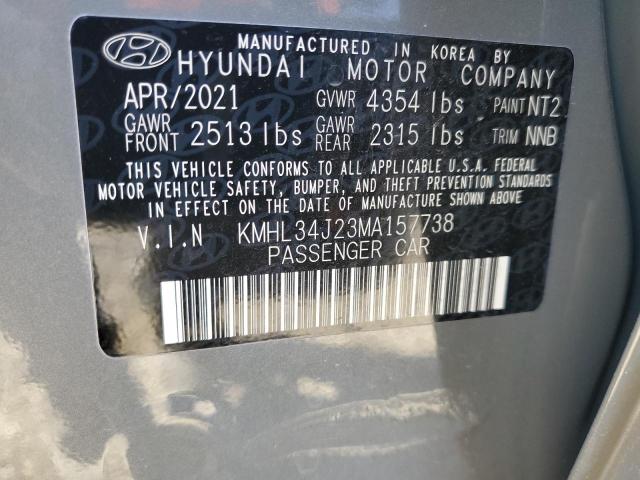 MANUFACTURED IN KOREA BY
HYUNDAI MOTOR COMPANY
APR/2021 GVWR 4354 lbs PAINT NT2
GAWR FRONT 2513 lbs GAWR REAR 2315 lbs TRIM NNB
THIS VEHICLE CONFORMS TO ALL APPLICABLE U.S.A. FEDERAL
MOTOR VEHICLE SAFETY, BUMPER, AND THEFT PREVENTION STANDARDS
IN EFFECT ON THE DATE OF MANUFACTURE SHOWN ABOVE.
V.I.N KMHL34J23MA157738
PASSENGER CAR